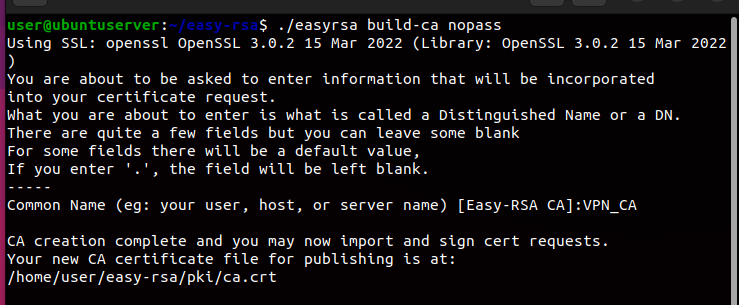 user@ubuntuserver:~/easy-rsa$ ./easyrsa build-ca nopass
Using SSL: openssl OpenSSL 3.0.2 15 Mar 2022 (Library: OpenSSL 3.0.2 15 Mar 2022
)
You are about to be asked to enter information that will be incorporated
into your certificate request.
What you are about to enter is what is called a Distinguished Name or a DN.
There are quite a few fields but you can leave some blank
For some fields there will be a default value,
If you enter '.', the field will be left blank.
-----
Common Name (eg: your user, host, or server name) [Easy-RSA CA]:VPN_CA

CA creation complete and you may now import and sign cert requests.
Your new CA certificate file for publishing is at:
/home/user/easy-rsa/pki/ca.crt